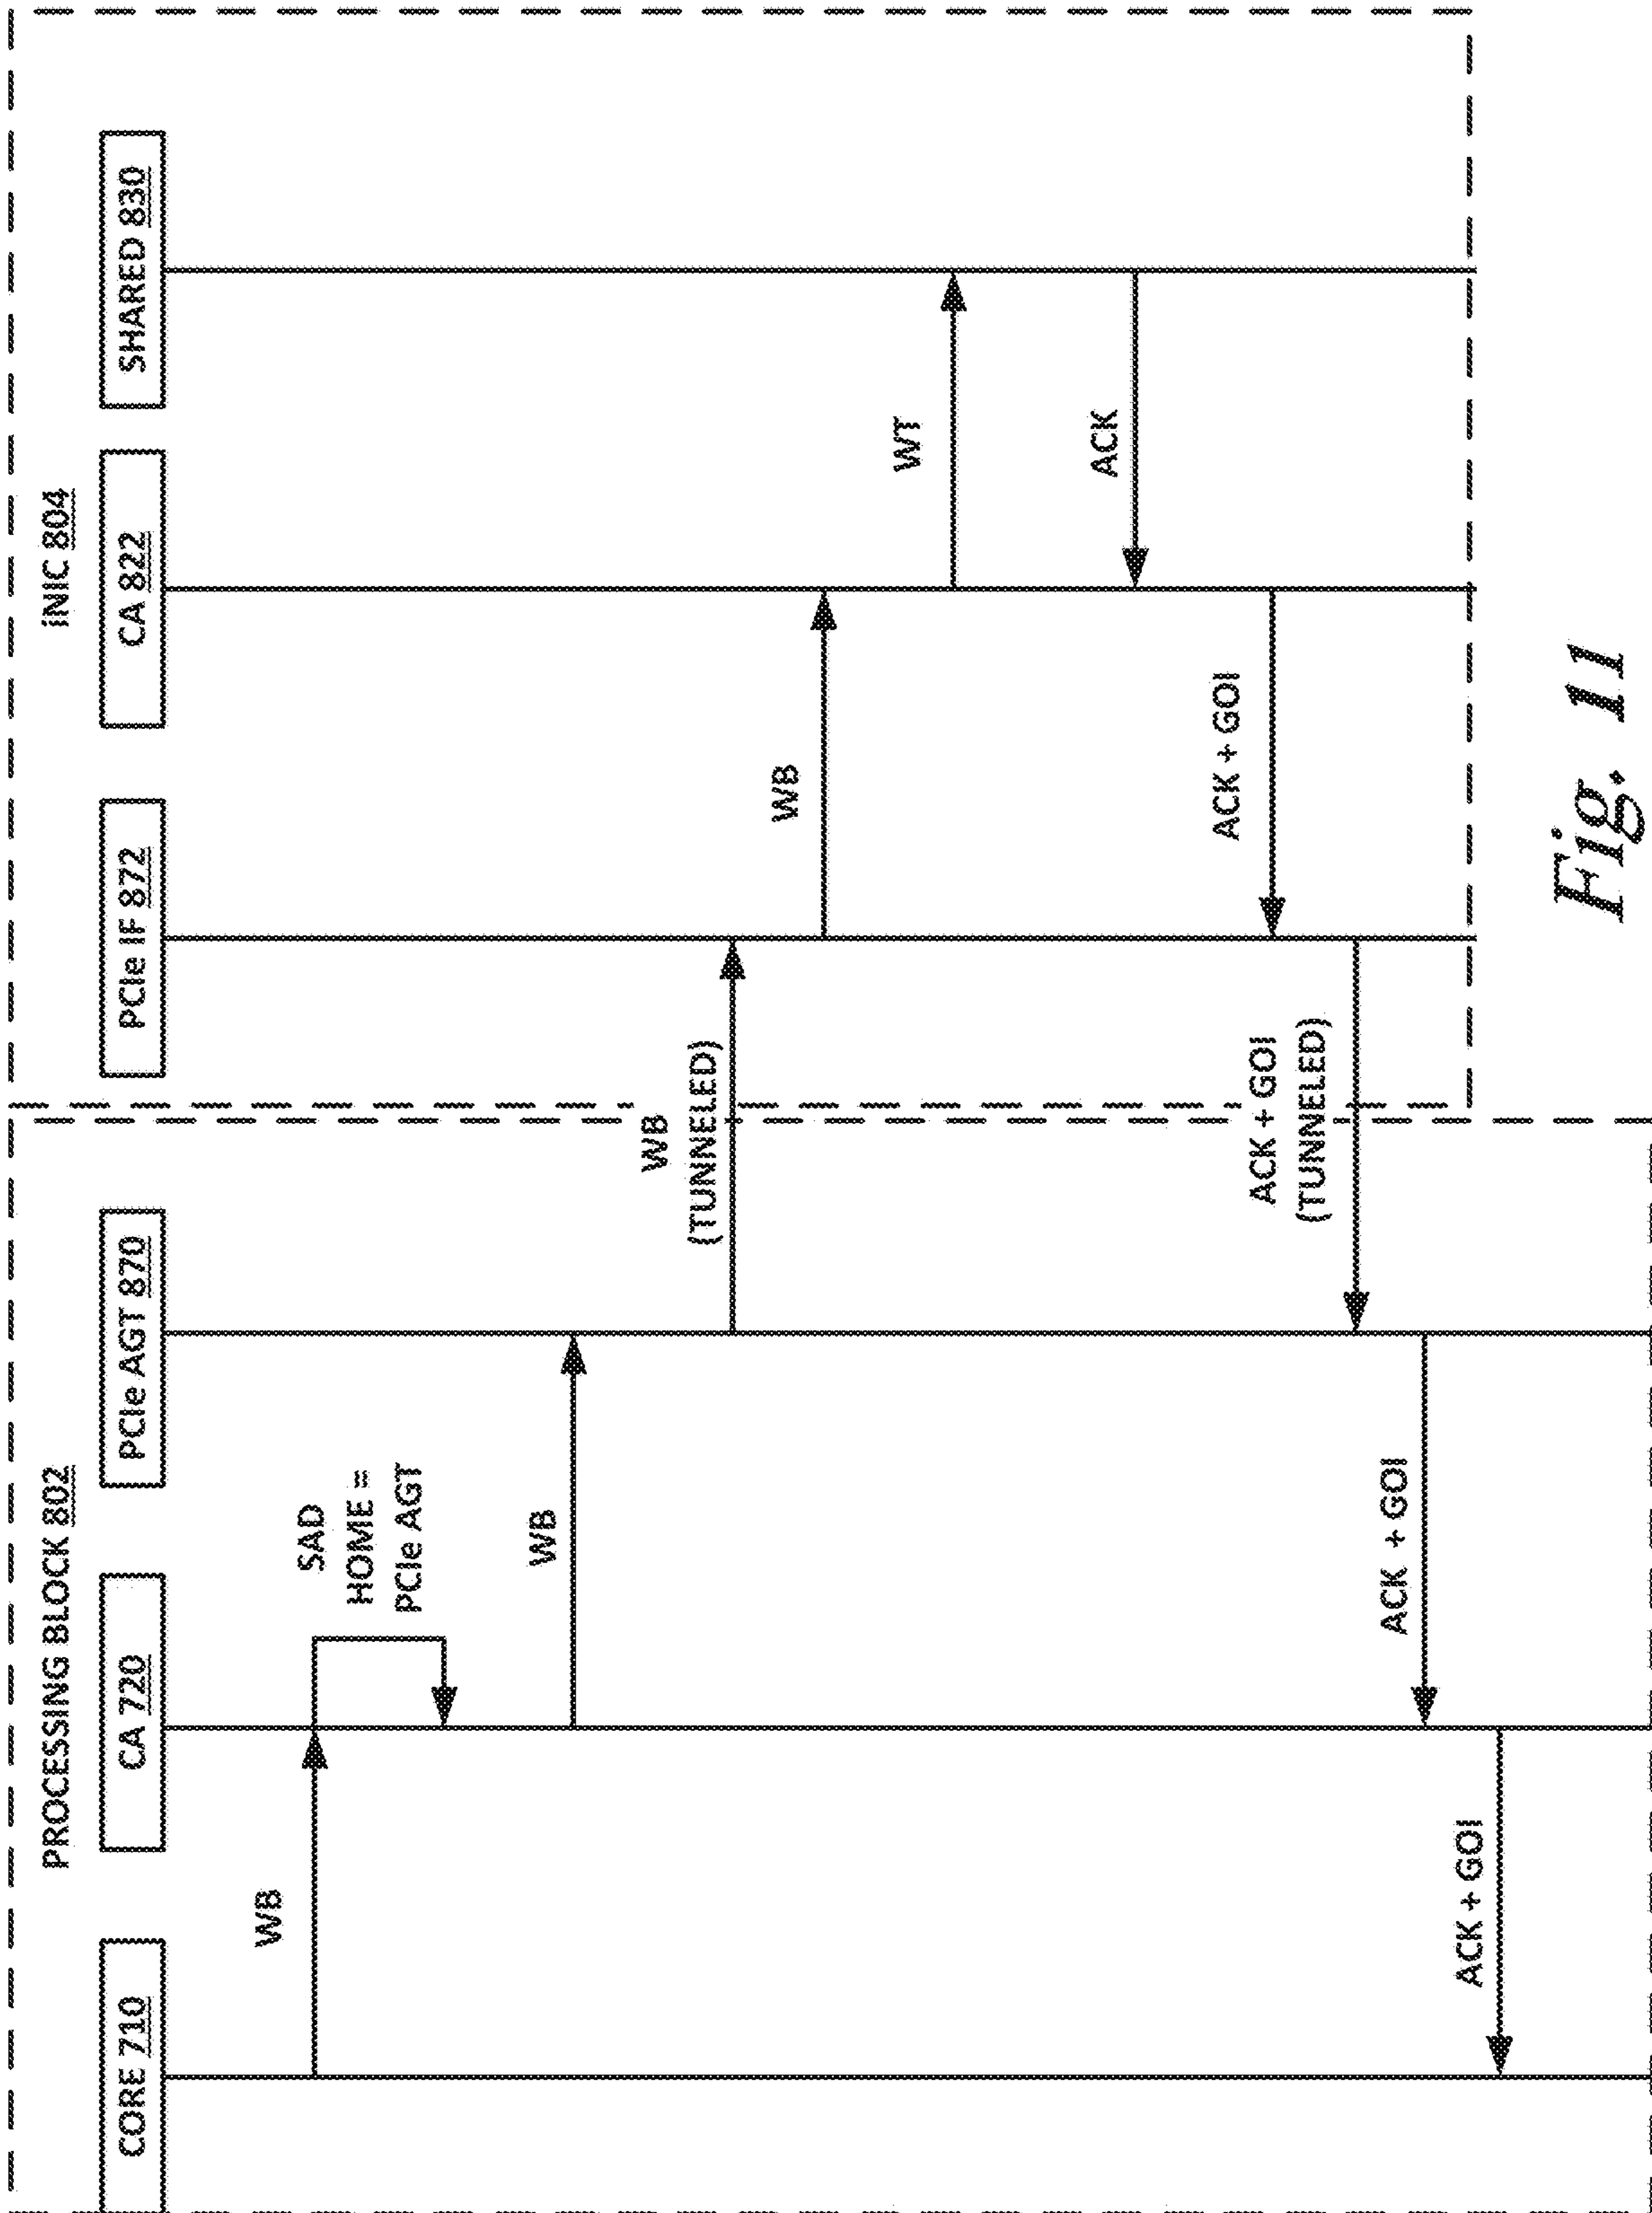 PROCESSING BLOCK 802
iNIC 804
CORE 710
CA 720
PCIe AGT 870
PCIe IF 872
CA 822
SHARED 830
WB
SAD
HOME =
PCIe AGT
WB
WB
(TUNNELED)
WB
WT
ACK
ACK + GOI
ACK + GOI
(TUNNELED)
ACK + GOI
ACK + GOI
Fig. 11